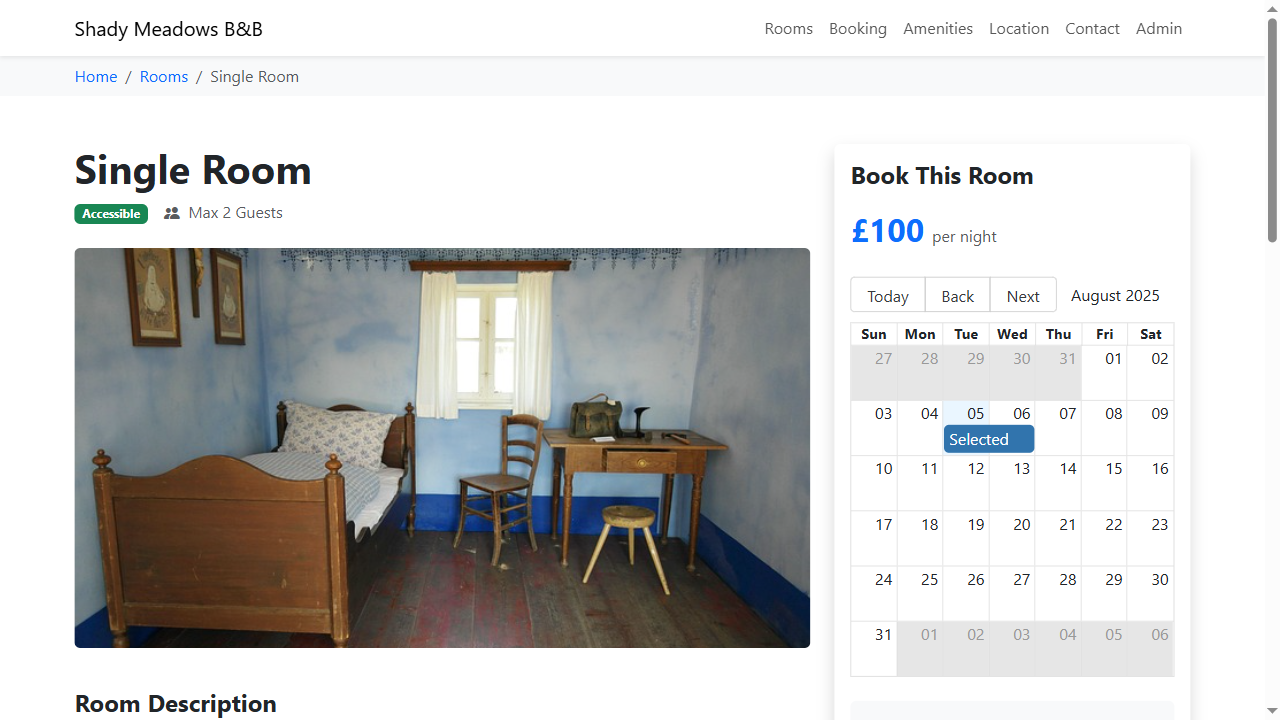 Shady Meadows B&B
Rooms Booking Amenities Location Contact Admin
Home / Rooms / Single Room
Single Room
Accessible Max 2 Guests
Room Description
Book This Room
£100 per night
Today Back Next August 2025
Sun Mon Tue Wed Thu Fri Sat
27 28 29 30 31 01 02
03 04 05 06 07 08 09
Selected
10 11 12 13 14 15 16
17 18 19 20 21 22 23
24 25 26 27 28 29 30
31 01 02 03 04 05 06